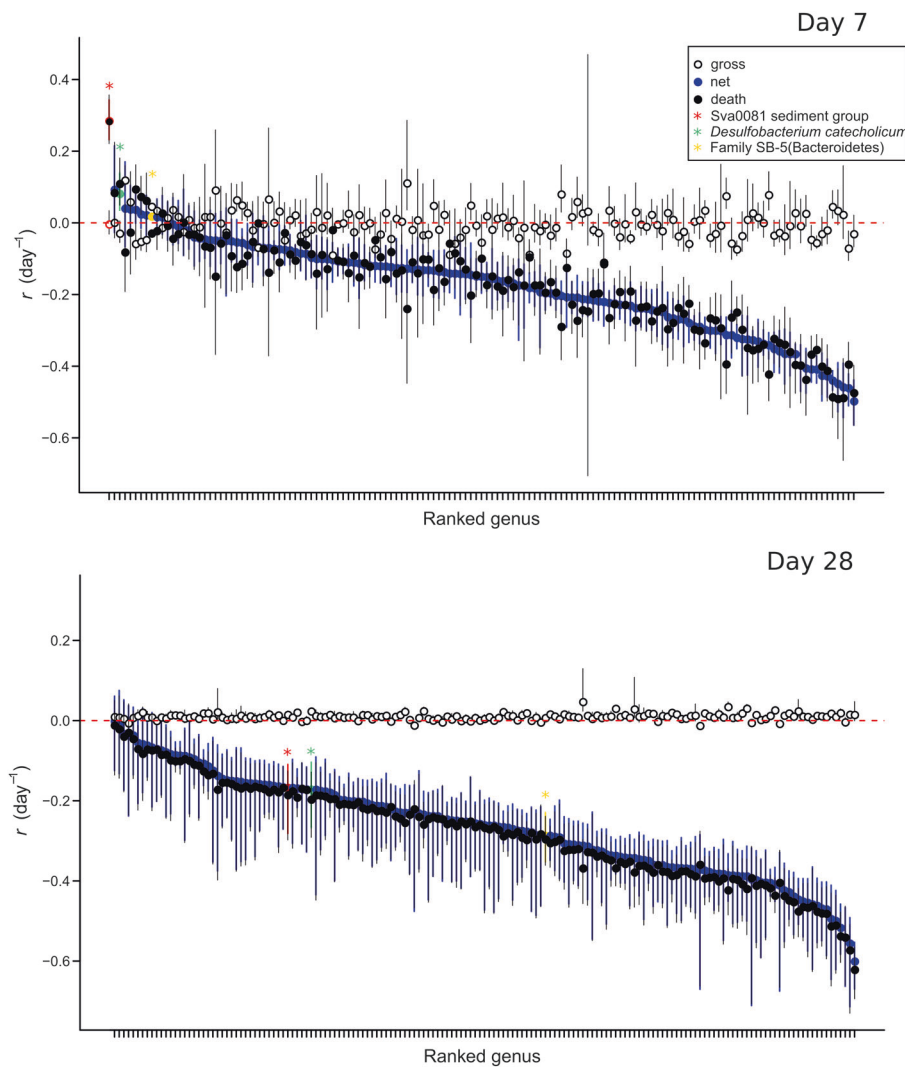 Day 7
gross
net
death
Sva0081 sediment group
Desulfobacterium catecholicum
Family SB-5(Bacteroidetes)
0.4
0.2
0.0
−0.2
−0.4
−0.6
r (day⁻¹)
Ranked genus
Day 28
0.2
0.0
−0.2
−0.4
−0.6
r (day⁻¹)
Ranked genus